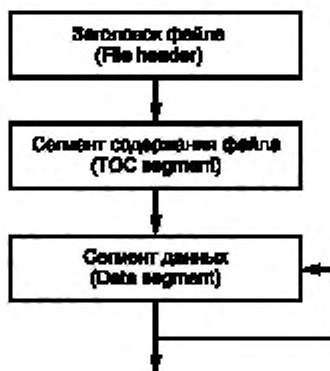 Заголовок файла
(File header)
Сегмент содержания файла
(TOC segment)
Сегмент данных
(Data segment)